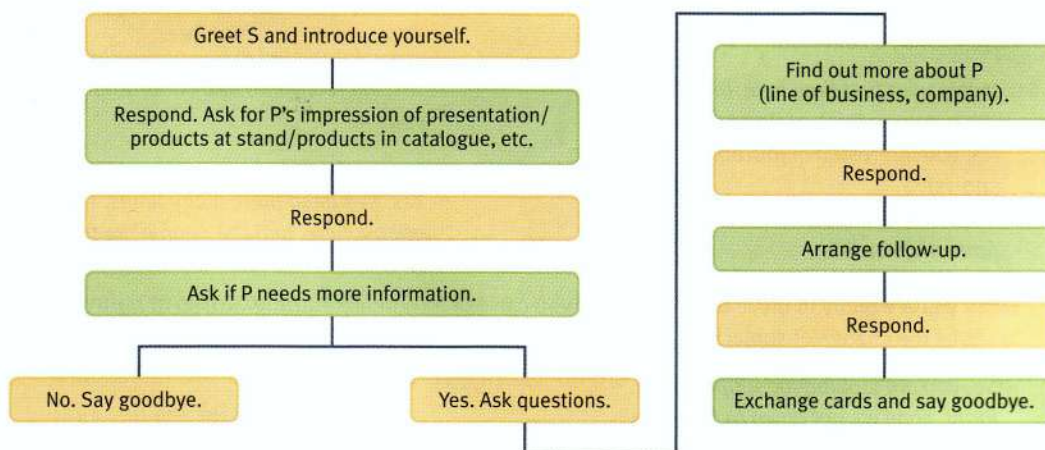 Greet S and introduce yourself.
Respond. Ask for P's impression of presentation/
products at stand/products in catalogue, etc.
Respond.
Ask if P needs more information.
No. Say goodbye.
Yes. Ask questions.
Find out more about P
(line of business, company).
Respond.
Arrange follow-up.
Respond.
Exchange cards and say goodbye.